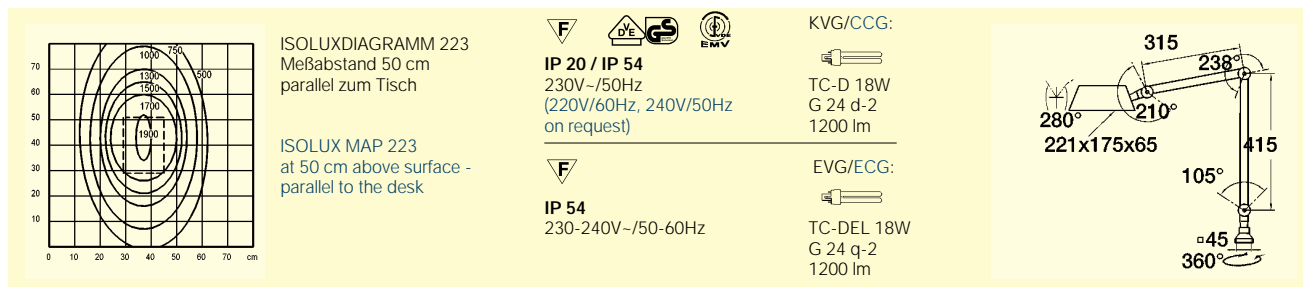 750
1000
500
1300
1500
1700
1900
70
60
50
40
30
20
10
0 10 20 30 40 50 60 70 cm
ISOLUXDIAGRAMM 223
Meßabstand 50 cm
parallel zum Tisch
ISOLUX MAP 223
at 50 cm above surface -
parallel to the desk
F
DVE
GS
EMV
IP 20 / IP 54
230V~/50Hz
(220V/60Hz, 240V/50Hz
on request)
F
IP 54
230-240V~/50-60Hz
KVG/CCG:
TC-D 18W
G 24 d-2
1200 lm
EVG/ECG:
TC-DEL 18W
G 24 q-2
1200 lm
315
238°
280°
210°
221x175x65
415
105°
□45
360°